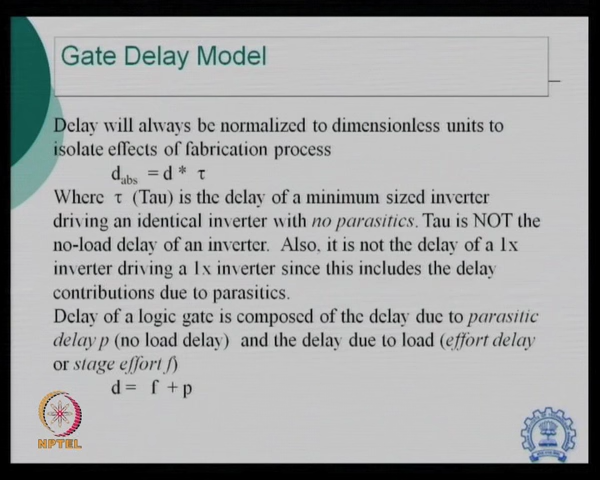 Gate Delay Model
Delay will always be normalized to dimensionless units to
isolate effects of fabrication process
d_abs = d * τ
Where τ (Tau) is the delay of a minimum sized inverter
driving an identical inverter with no parasitics. Tau is NOT the
no-load delay of an inverter. Also, it is not the delay of a 1x
inverter driving a 1x inverter since this includes the delay
contributions due to parasitics.
Delay of a logic gate is composed of the delay due to parasitic
delay p (no load delay) and the delay due to load (effort delay
or stage effort f)
d = f + p
NPTEL